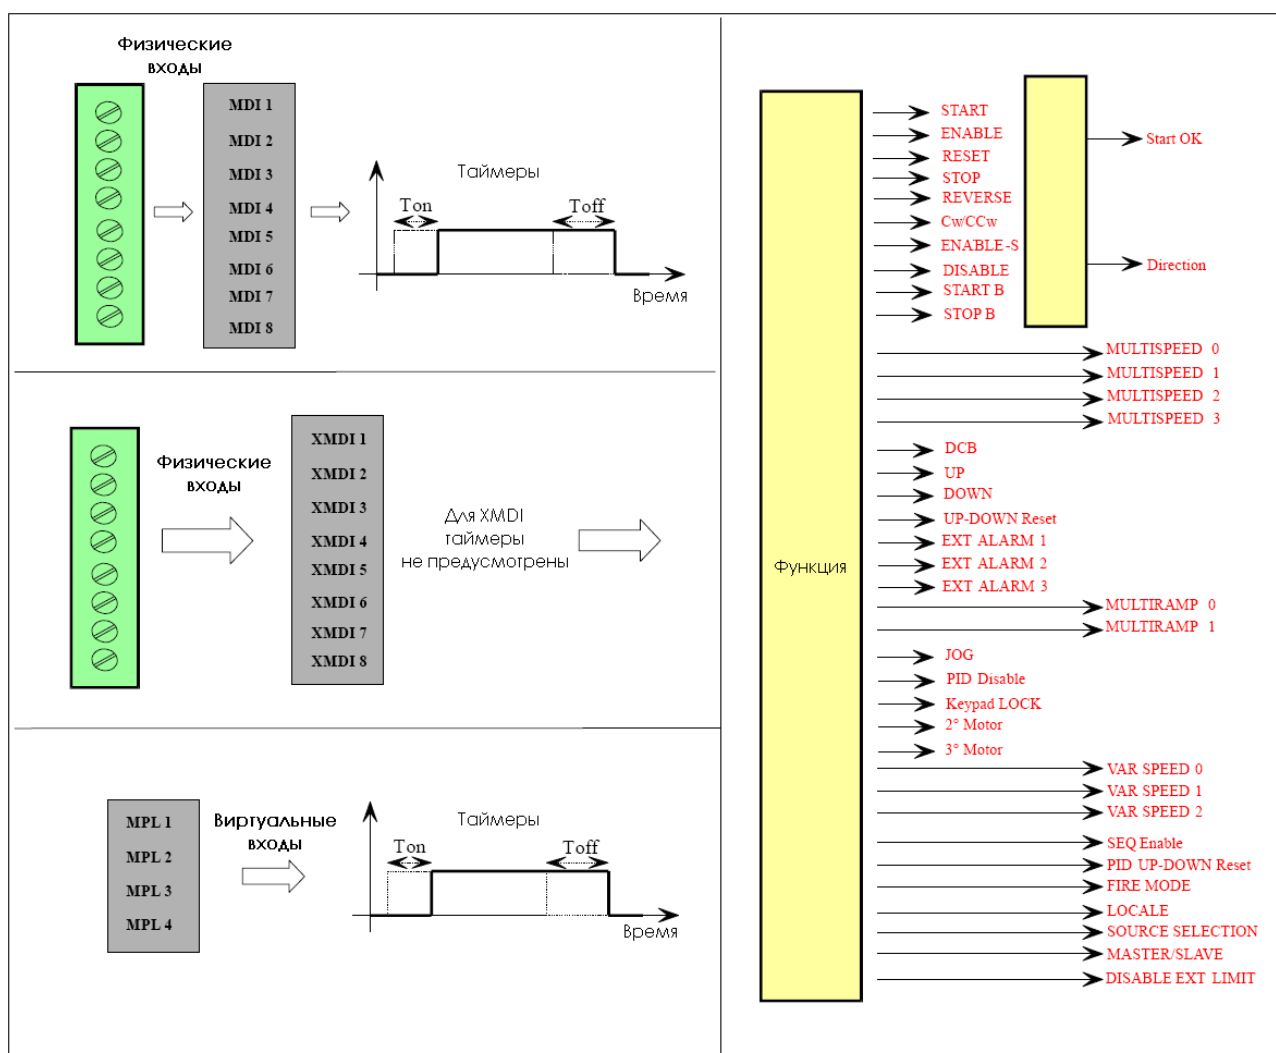 Физические
входы
MDI 1
MDI 2
MDI 3
MDI 4
MDI 5
MDI 6
MDI 7
MDI 8
Таймеры
Ton
Toff
Время
Физические
входы
XMDI 1
XMDI 2
XMDI 3
XMDI 4
XMDI 5
XMDI 6
XMDI 7
XMDI 8
Для XMDI
таймеры
не предусмотрены
MPL 1
MPL 2
MPL 3
MPL 4
Виртуальные
входы
Таймеры
Ton
Toff
Время
Функция
START
ENABLE
RESET
STOP
REVERSE
Cw/CCw
ENABLE-S
DISABLE
START B
STOP B
Start OK
Direction
MULTISPEED 0
MULTISPEED 1
MULTISPEED 2
MULTISPEED 3
DCB
UP
DOWN
UP-DOWN Reset
EXT ALARM 1
EXT ALARM 2
EXT ALARM 3
MULTIRAMP 0
MULTIRAMP 1
JOG
PID Disable
Keypad LOCK
2° Motor
3° Motor
VAR SPEED 0
VAR SPEED 1
VAR SPEED 2
SEQ Enable
PID UP-DOWN Reset
FIRE MODE
LOCALE
SOURCE SELECTION
MASTER/SLAVE
DISABLE EXT LIMIT